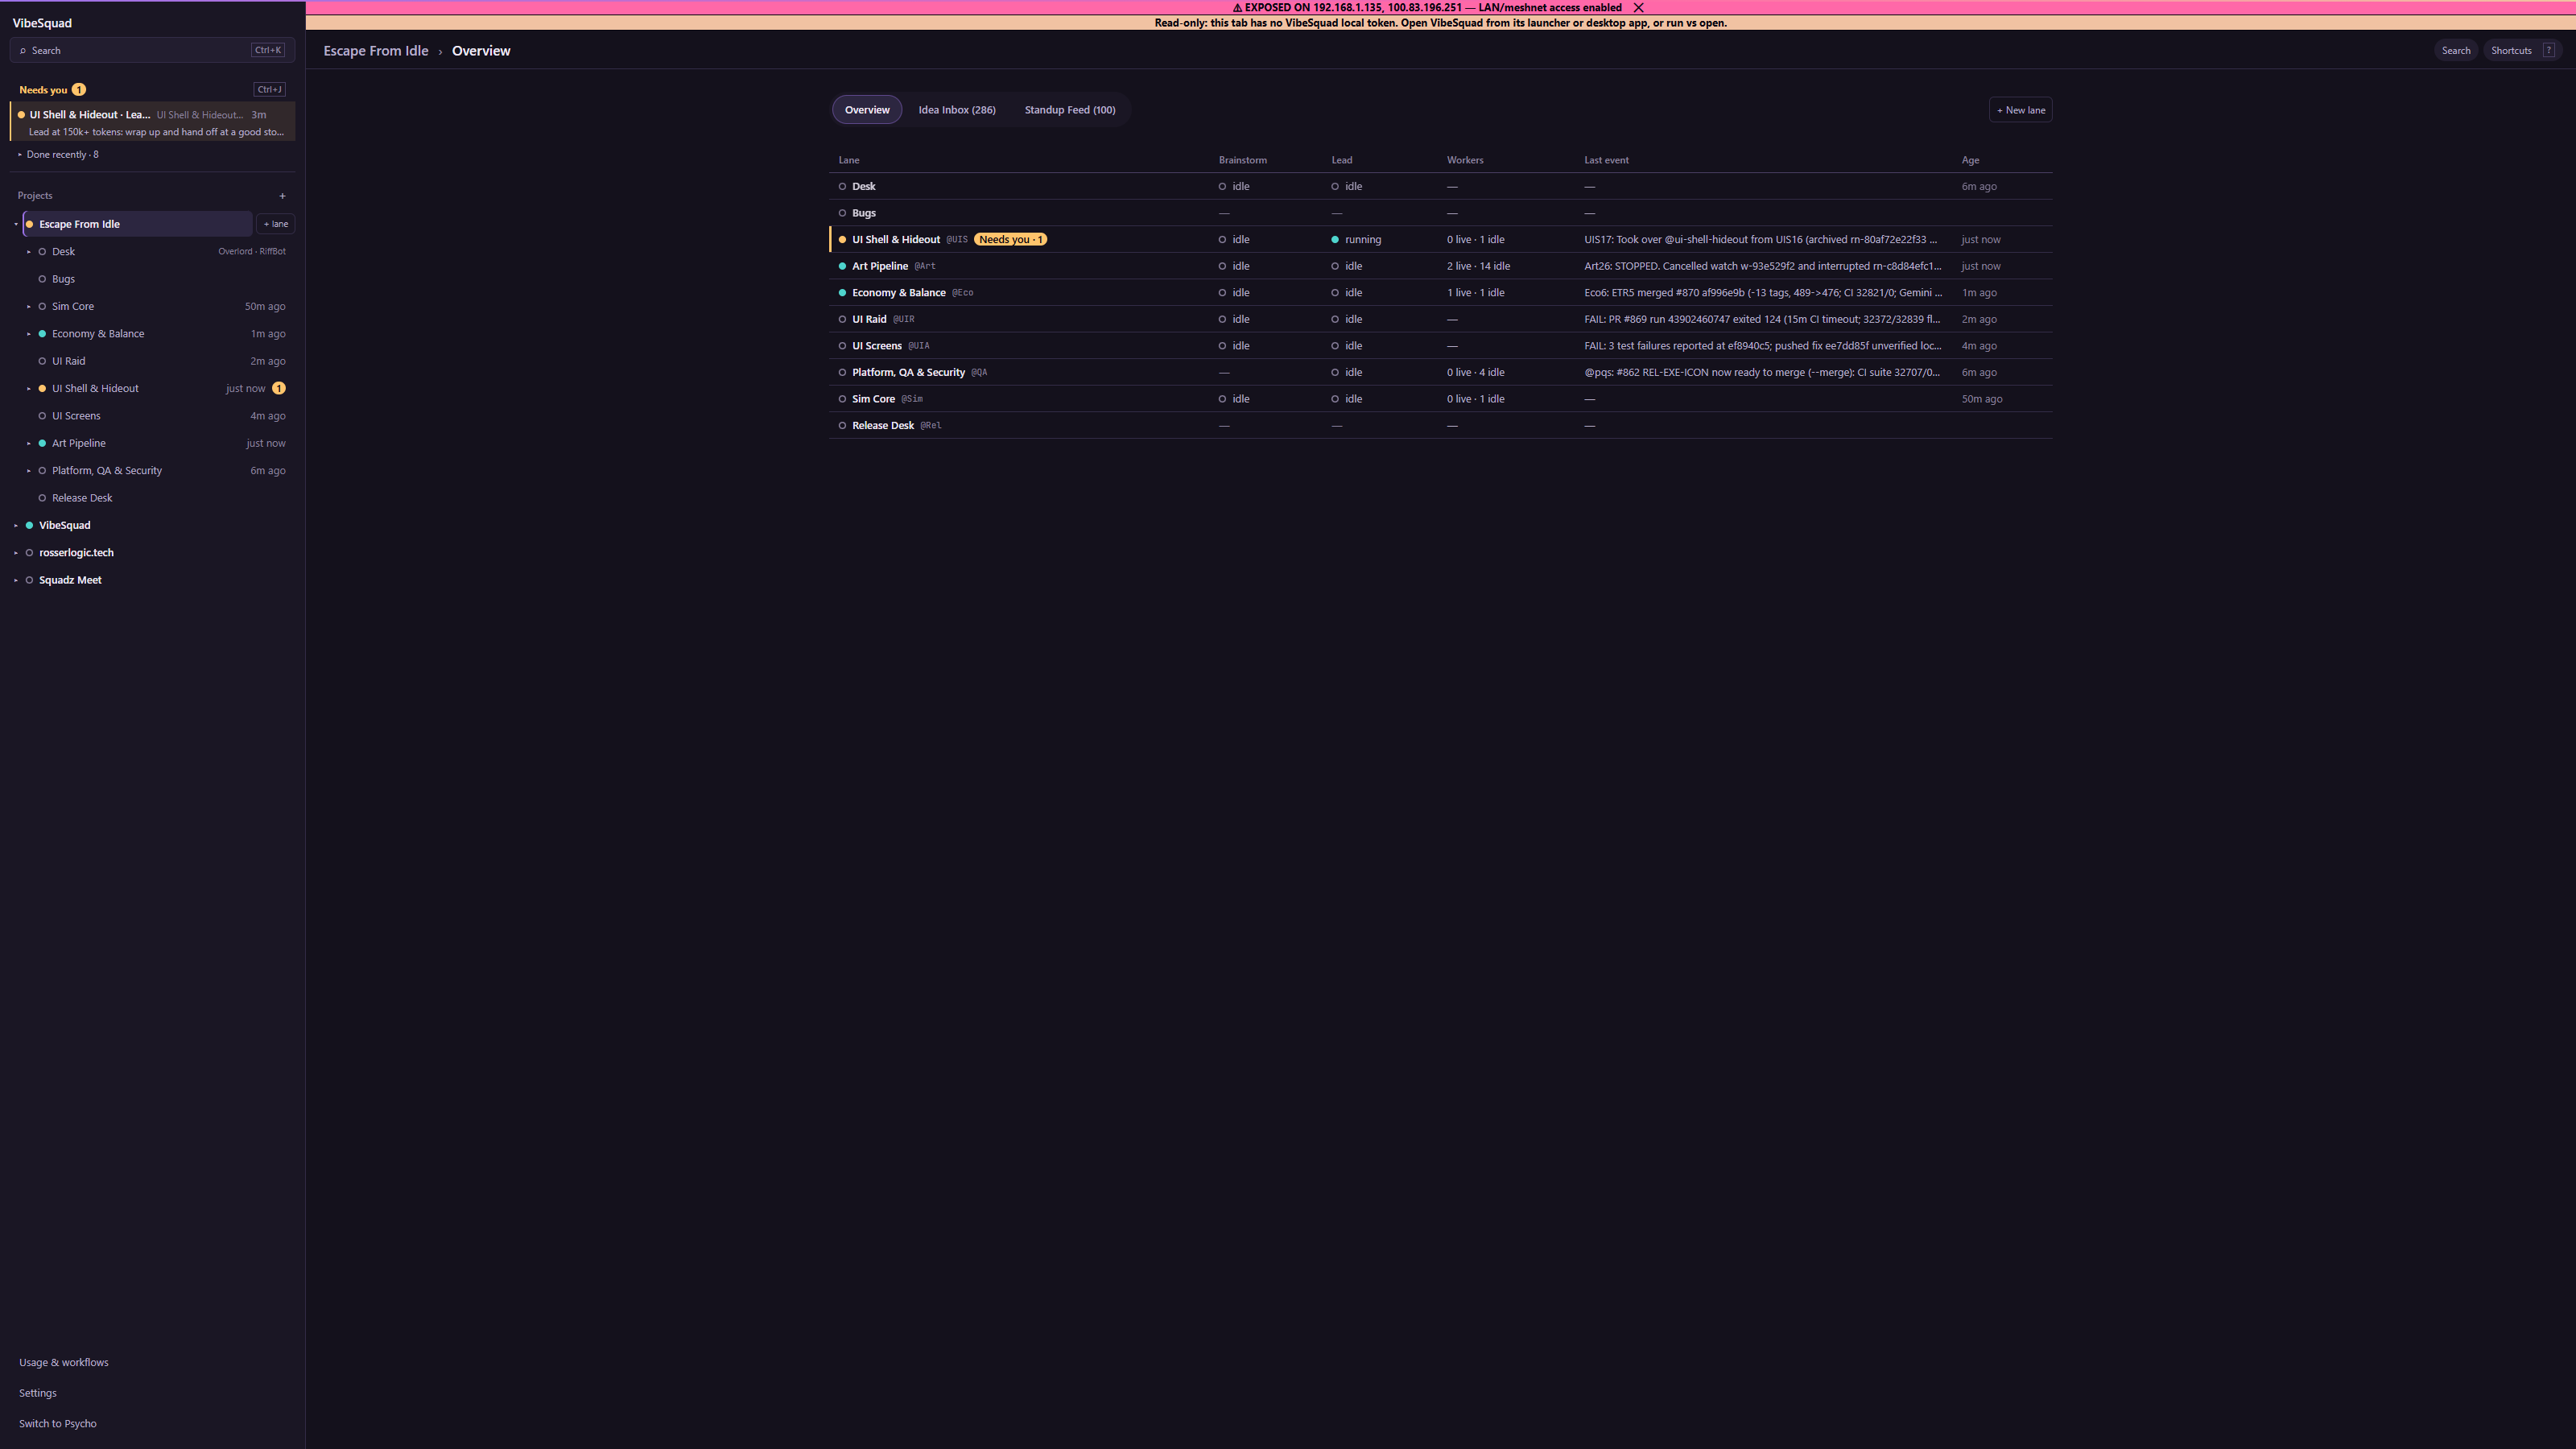 VibeSquad
Search Ctrl+K
Needs you 1 Ctrl+J
UI Shell & Hideout · Lea... UI Shell & Hideout... 3m
Lead at 150k+ tokens: wrap up and hand off at a good sto...
Done recently · 8
Projects +
Escape From Idle + lane
Desk Overlord · RiffBot
Bugs
Sim Core 50m ago
Economy & Balance 1m ago
UI Raid 2m ago
UI Shell & Hideout just now 1
UI Screens 4m ago
Art Pipeline just now
Platform, QA & Security 6m ago
Release Desk
VibeSquad
rosserlogic.tech
Squadz Meet
Usage & workflows
Settings
Switch to Psycho
⚠ EXPOSED ON 192.168.1.135, 100.83.196.251 — LAN/meshnet access enabled
Read-only: this tab has no VibeSquad local token. Open VibeSquad from its launcher or desktop app, or run vs open.
Escape From Idle › Overview Search Shortcuts ?
Overview Idea Inbox (286) Standup Feed (100) + New lane
Lane Brainstorm Lead Workers Last event Age
Desk idle idle — — 6m ago
Bugs — — — —
UI Shell & Hideout @UIS Needs you · 1 idle running 0 live · 1 idle UIS17: Took over @ui-shell-hideout from UIS16 (archived rn-80af72e22f33 ... just now
Art Pipeline @Art idle idle 2 live · 14 idle Art26: STOPPED. Cancelled watch w-93e529f2 and interrupted rn-c8d84efc1... just now
Economy & Balance @Eco idle idle 1 live · 1 idle Eco6: ETR5 merged #870 af996e9b (-13 tags, 489->476; CI 32821/0; Gemini ... 1m ago
UI Raid @UIR idle idle — FAIL: PR #869 run 43902460747 exited 124 (15m CI timeout; 32372/32839 fl... 2m ago
UI Screens @UIA idle idle — FAIL: 3 test failures reported at ef8940c5; pushed fix ee7dd85f unverified loc... 4m ago
Platform, QA & Security @QA — idle 0 live · 4 idle @pqs: #862 REL-EXE-ICON now ready to merge (--merge): CI suite 32707/0... 6m ago
Sim Core @Sim idle idle 0 live · 1 idle — 50m ago
Release Desk @Rel — — — —